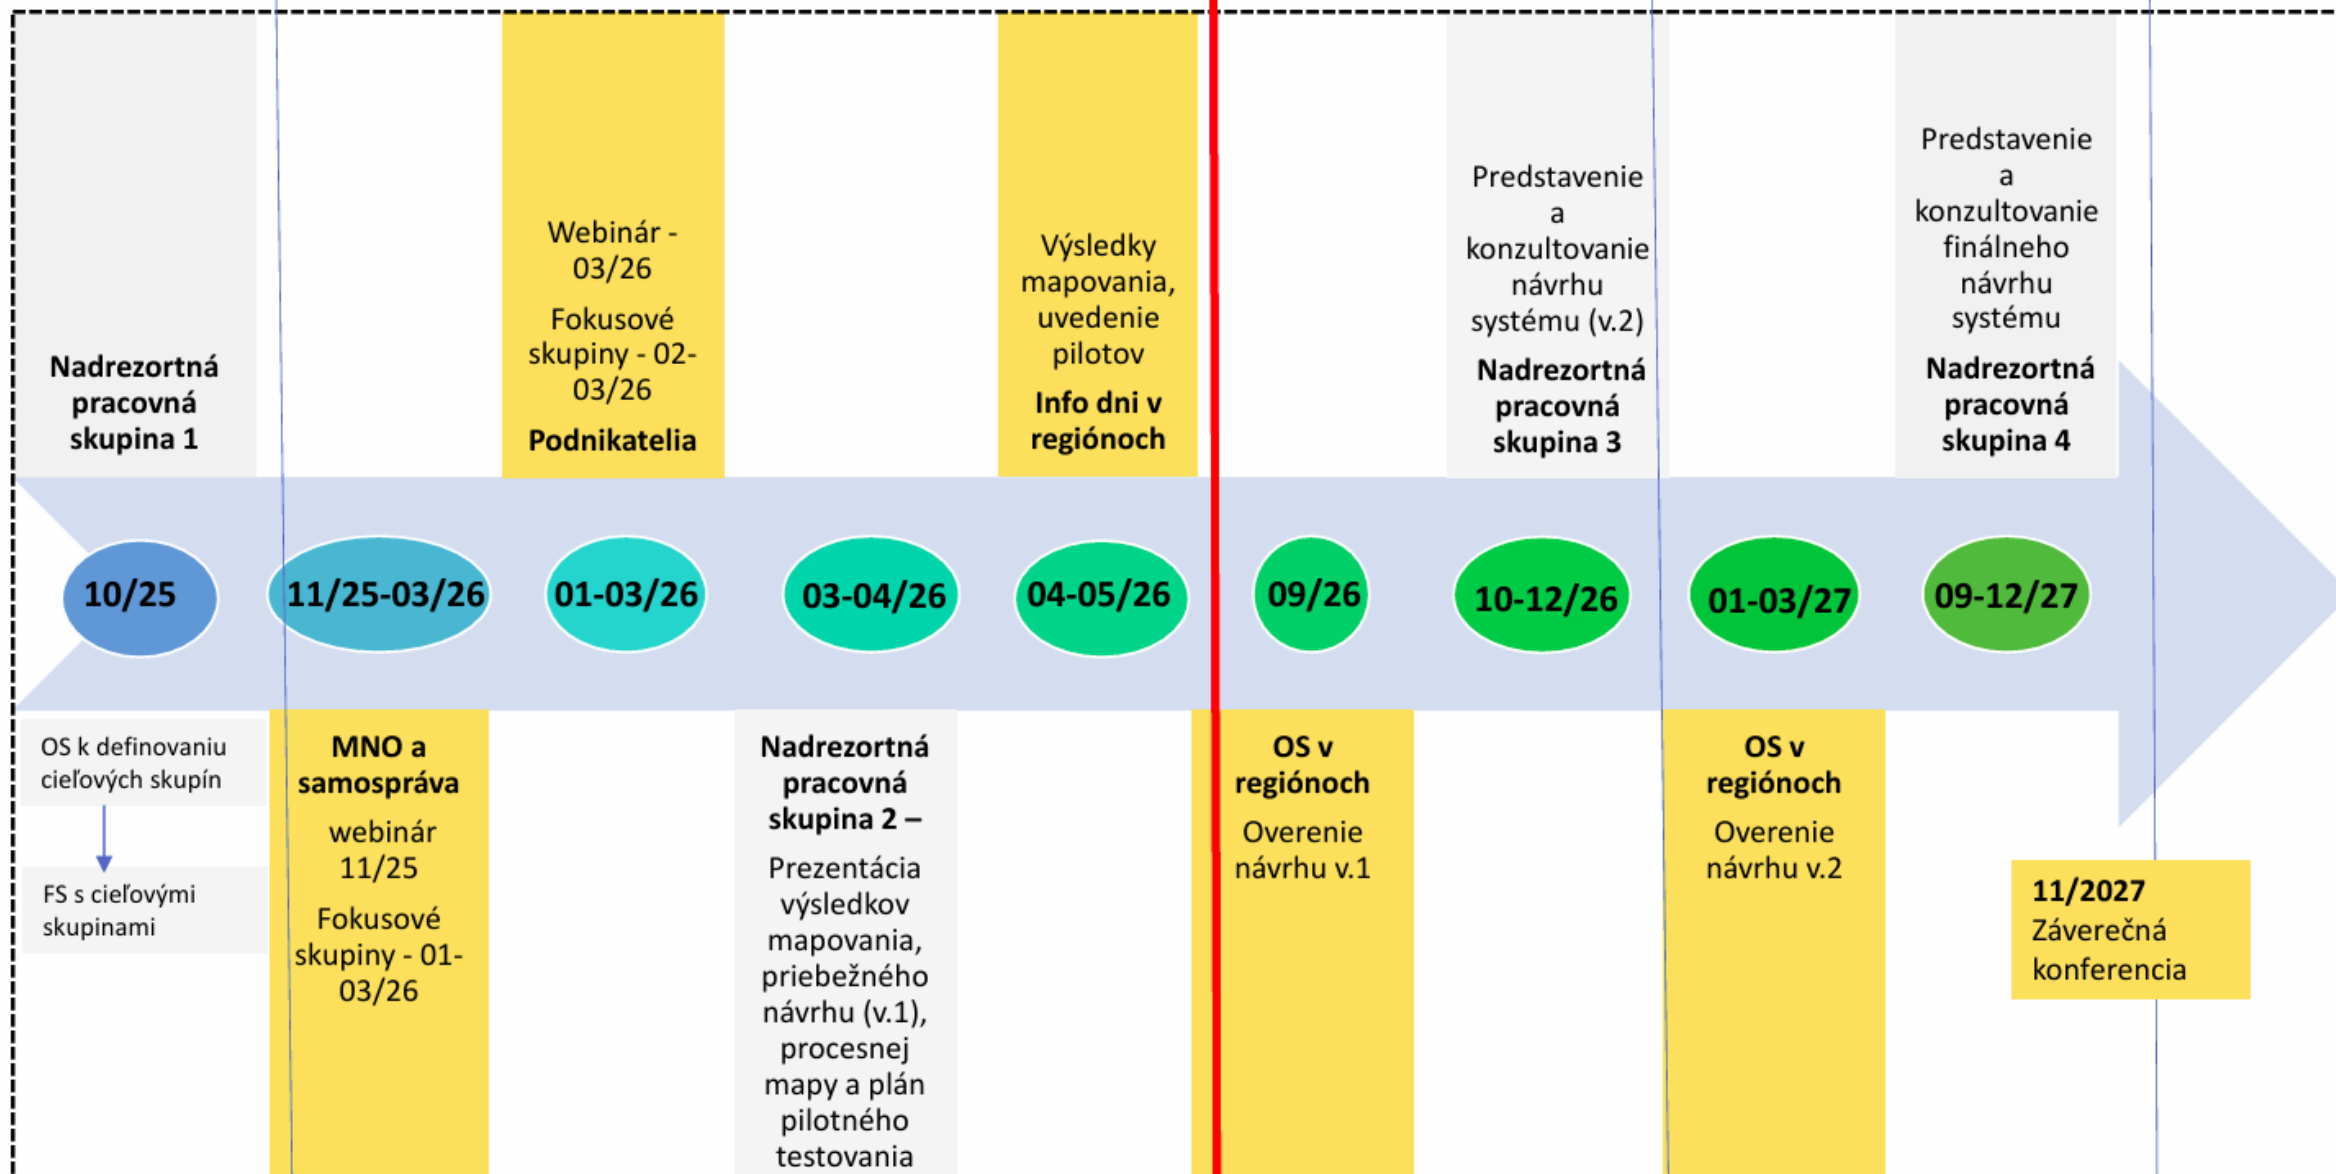 Nadrezortná
pracovná
skupina 1
Webinár -
03/26
Fokusové
skupiny - 02-
03/26
Podnikatelia
Výsledky
mapovania,
uvedenie
pilotov
Info dni v
regiónoch
Predstavenie
a
konzultovanie
návrhu
systému (v.2)
Nadrezortná
pracovná
skupina 3
Predstavenie
a
konzultovanie
finálneho
návrhu
systému
Nadrezortná
pracovná
skupina 4
10/25
11/25-03/26
01-03/26
03-04/26
04-05/26
09/26
10-12/26
01-03/27
09-12/27
OS k definovaniu
cieľových skupín
FS s cieľovými
skupinami
MNO a
samospráva
webinár
11/25
Fokusové
skupiny - 01-
03/26
Nadrezortná
pracovná
skupina 2 –
Prezentácia
výsledkov
mapovania,
priebežného
návrhu (v.1),
procesnej
mapy a plán
pilotného
testovania
OS v
regiónoch
Overenie
návrhu v.1
OS v
regiónoch
Overenie
návrhu v.2
11/2027
Záverečná
konferencia